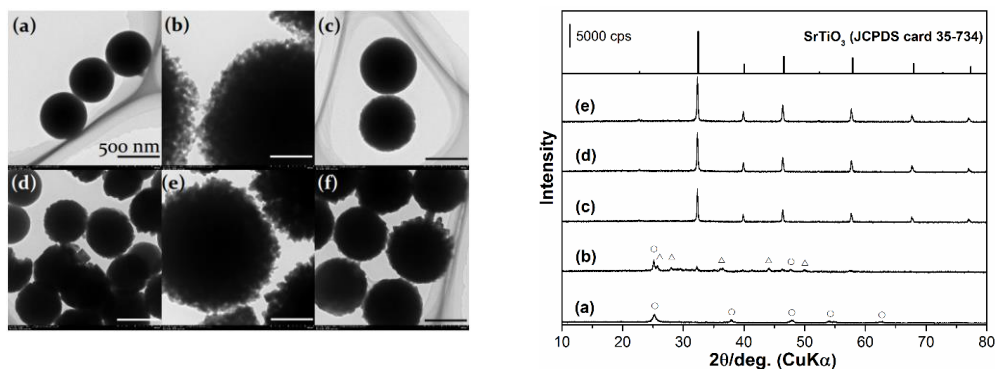 (a)
(b)
(c)
500 nm
(d)
(e)
(f)
5000 cps
SrTiO₃ (JCPDS card 35-734)
(e)
(d)
(c)
(b)
(a)
Intensity
10 20 30 40 50 60 70 80
2θ/deg. (CuKα)